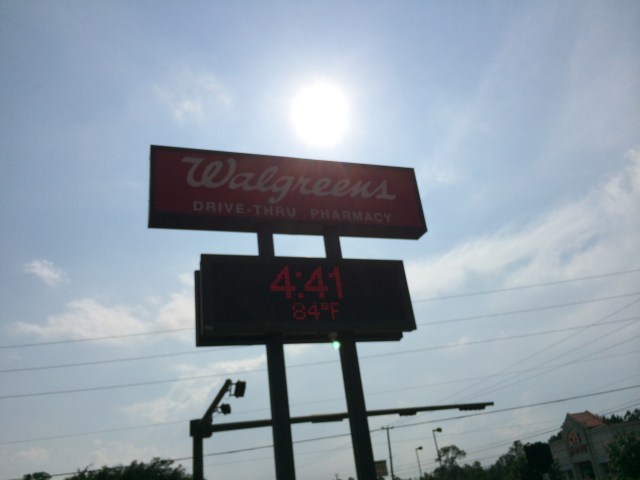 Walgreens
DRIVE-THRU PHARMACY
4:41
84°F